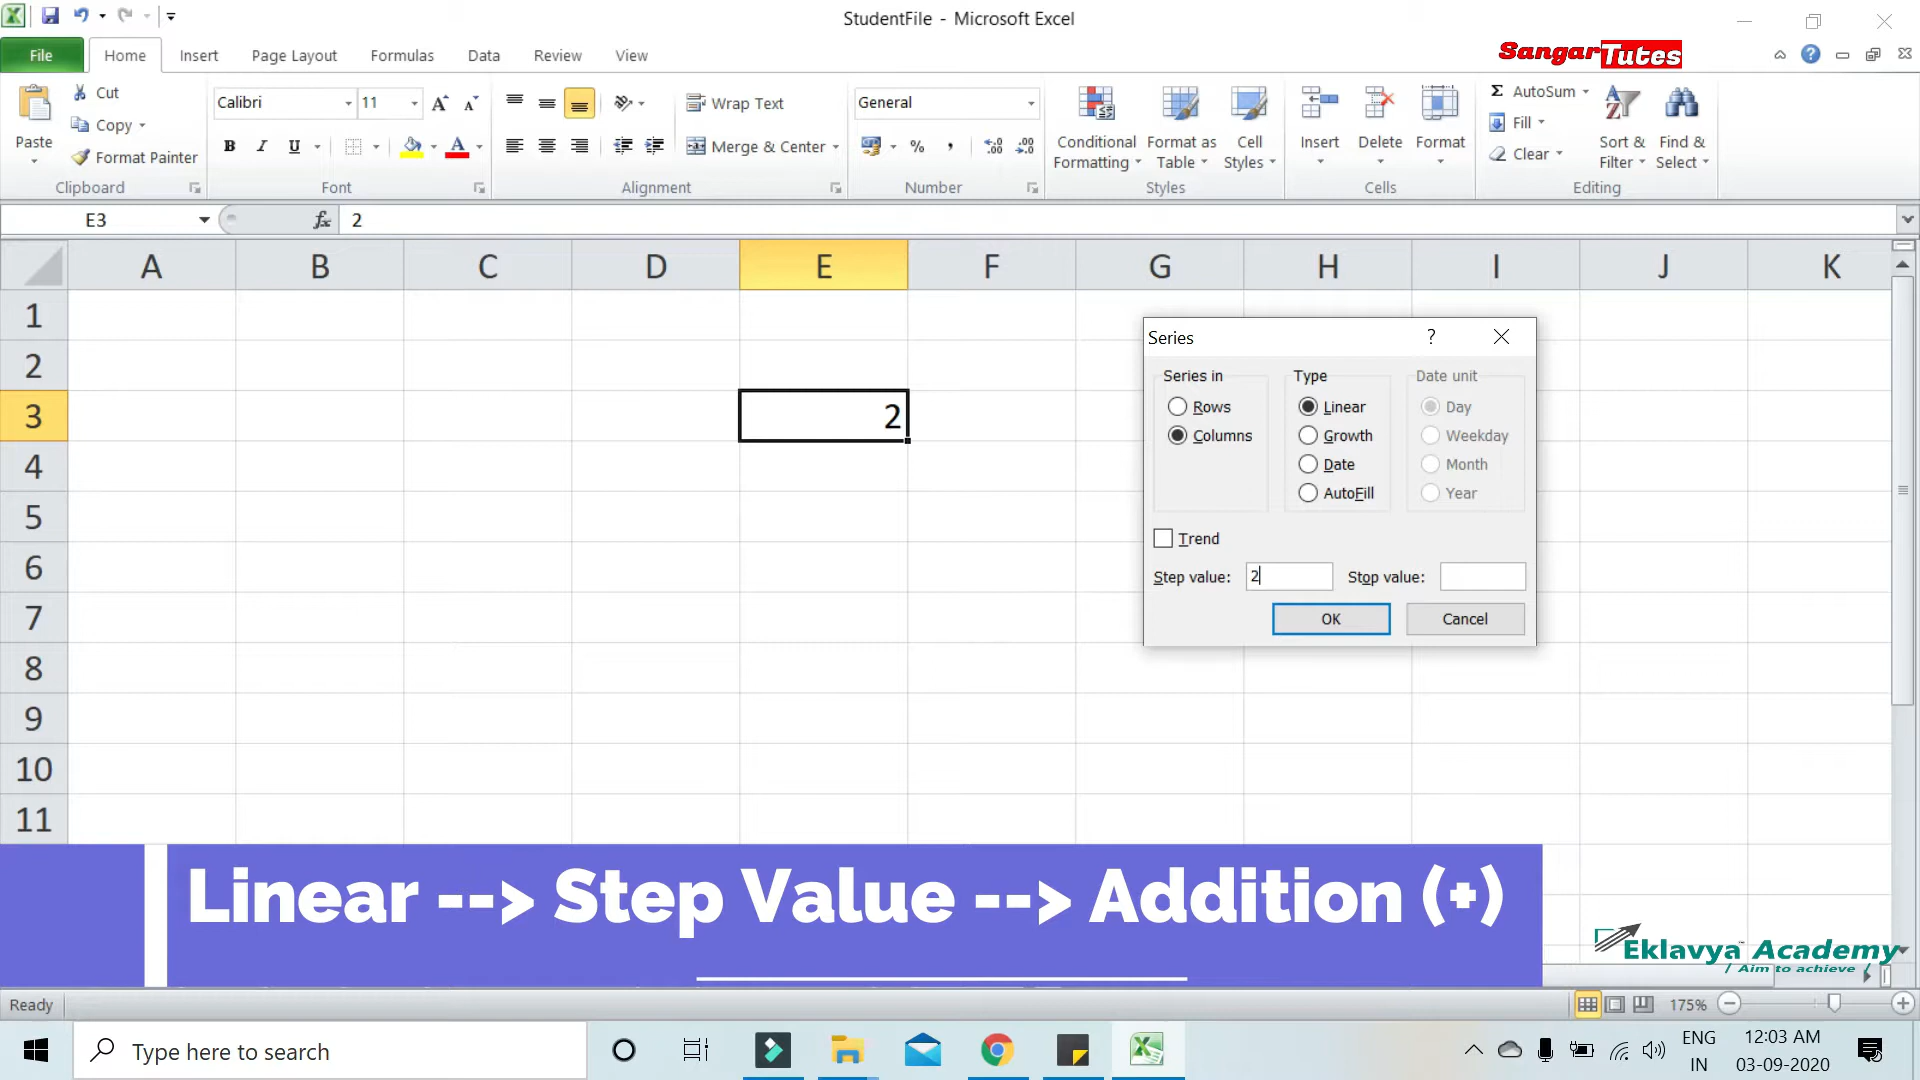 StudentFile - Microsoft Excel
File Home Insert Page Layout Formulas Data Review View
SangarTutes
Paste
Cut
Copy
Format Painter
Clipboard
Calibri 11
B I U A
Font
Wrap Text
Merge & Center
Alignment
General
% ,
Number
Conditional Formatting
Format as Table
Cell Styles
Styles
Insert
Delete
Format
Cells
Σ AutoSum
Fill
Clear
Sort & Filter
Find & Select
Editing
E3 fx 2
A B C D E F G H I J K
1
2
3 2
4
5
6
7
8
9
10
11
Series ?
Series in
Rows
Columns
Type
Linear
Growth
Date
AutoFill
Date unit
Day
Weekday
Month
Year
Trend
Step value: 2 Stop value:
OK Cancel
Linear --> Step Value --> Addition (+)
Eklavya Academy
Aim to achieve
Ready 175%
Type here to search
ENG
IN
12:03 AM
03-09-2020